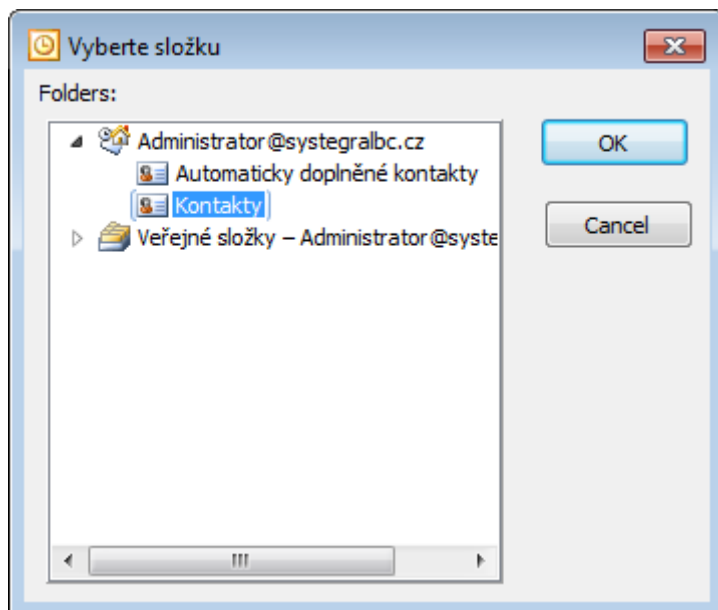 Vyberte složku
Folders:
Administrator@systegralbc.cz
OK
Automaticky doplněné kontakty
Kontakty
Cancel
Veřejné složky – Administrator@syste